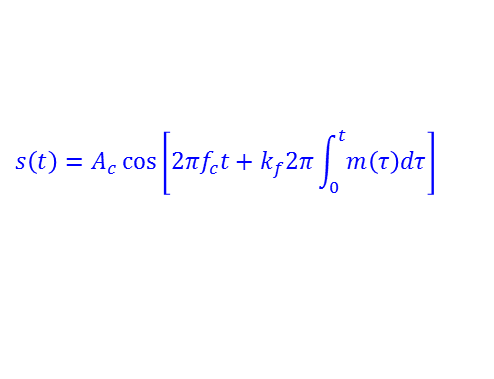 s(t) = A_c cos[2πf_c t + k_f 2π ∫_0^t m(τ)dτ]